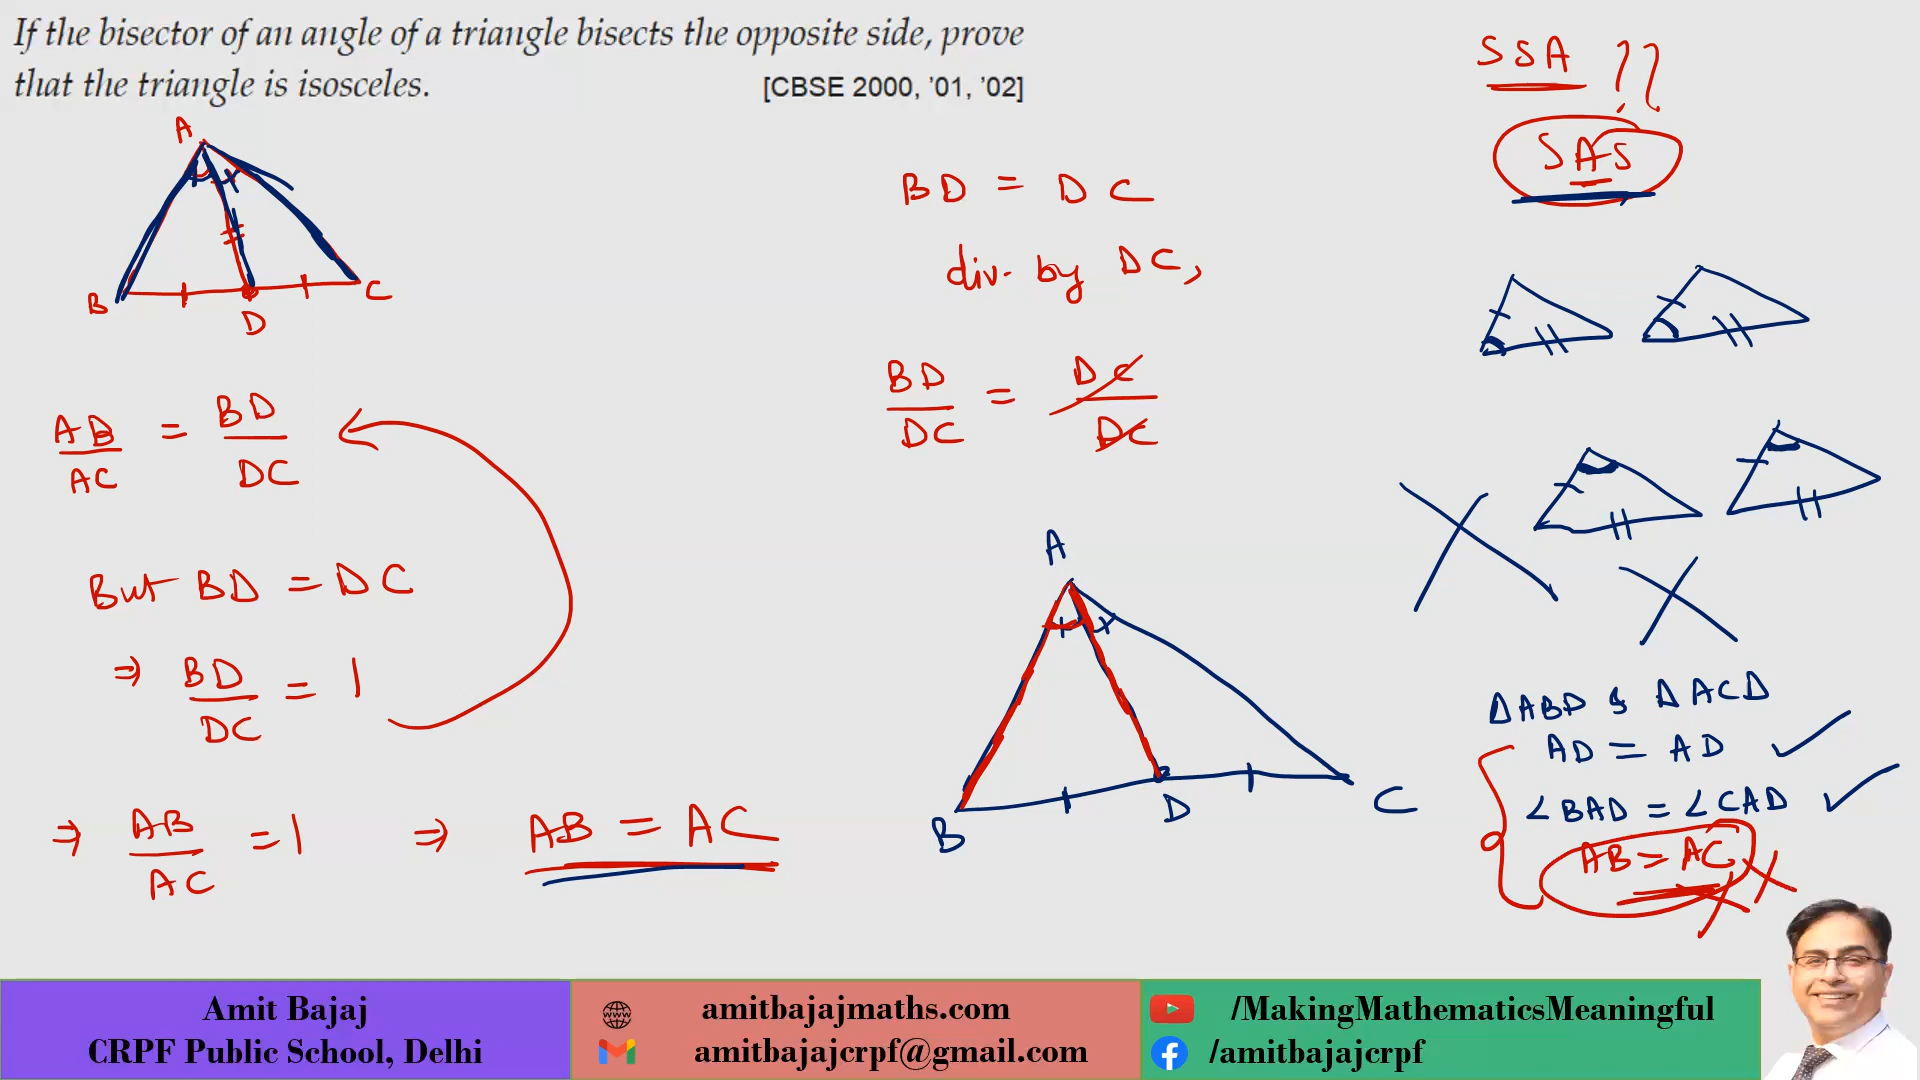 If the bisector of an angle of a triangle bisects the opposite side, prove
that the triangle is isosceles. [CBSE 2000, ’01, ’02]
A
B
D
C
AB/AC = BD/DC
But BD = DC
⇒ BD/DC = 1
⇒ AB/AC = 1 ⇒ AB = AC
BD = DC
div. by DC,
BD/DC = DC/DC
A
B
D
C
SSA ??
SAS
ΔABD & ΔACD
AD = AD
∠BAD = ∠CAD
AB = AC
Amit Bajaj
CRPF Public School, Delhi
www
amitbajajmaths.com
amitbajajcrpf@gmail.com
/MakingMathematicsMeaningful
/amitbajajcrpf